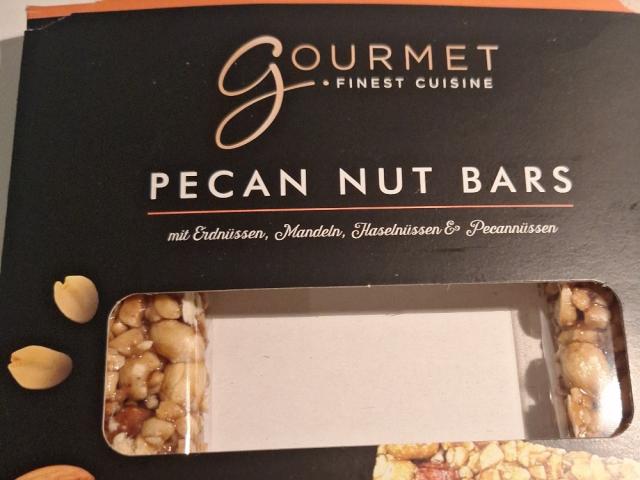 GOURMET
FINEST CUISINE
PECAN NUT BARS
mit Erdnüssen, Mandeln, Haselnüssen & Pecannüssen